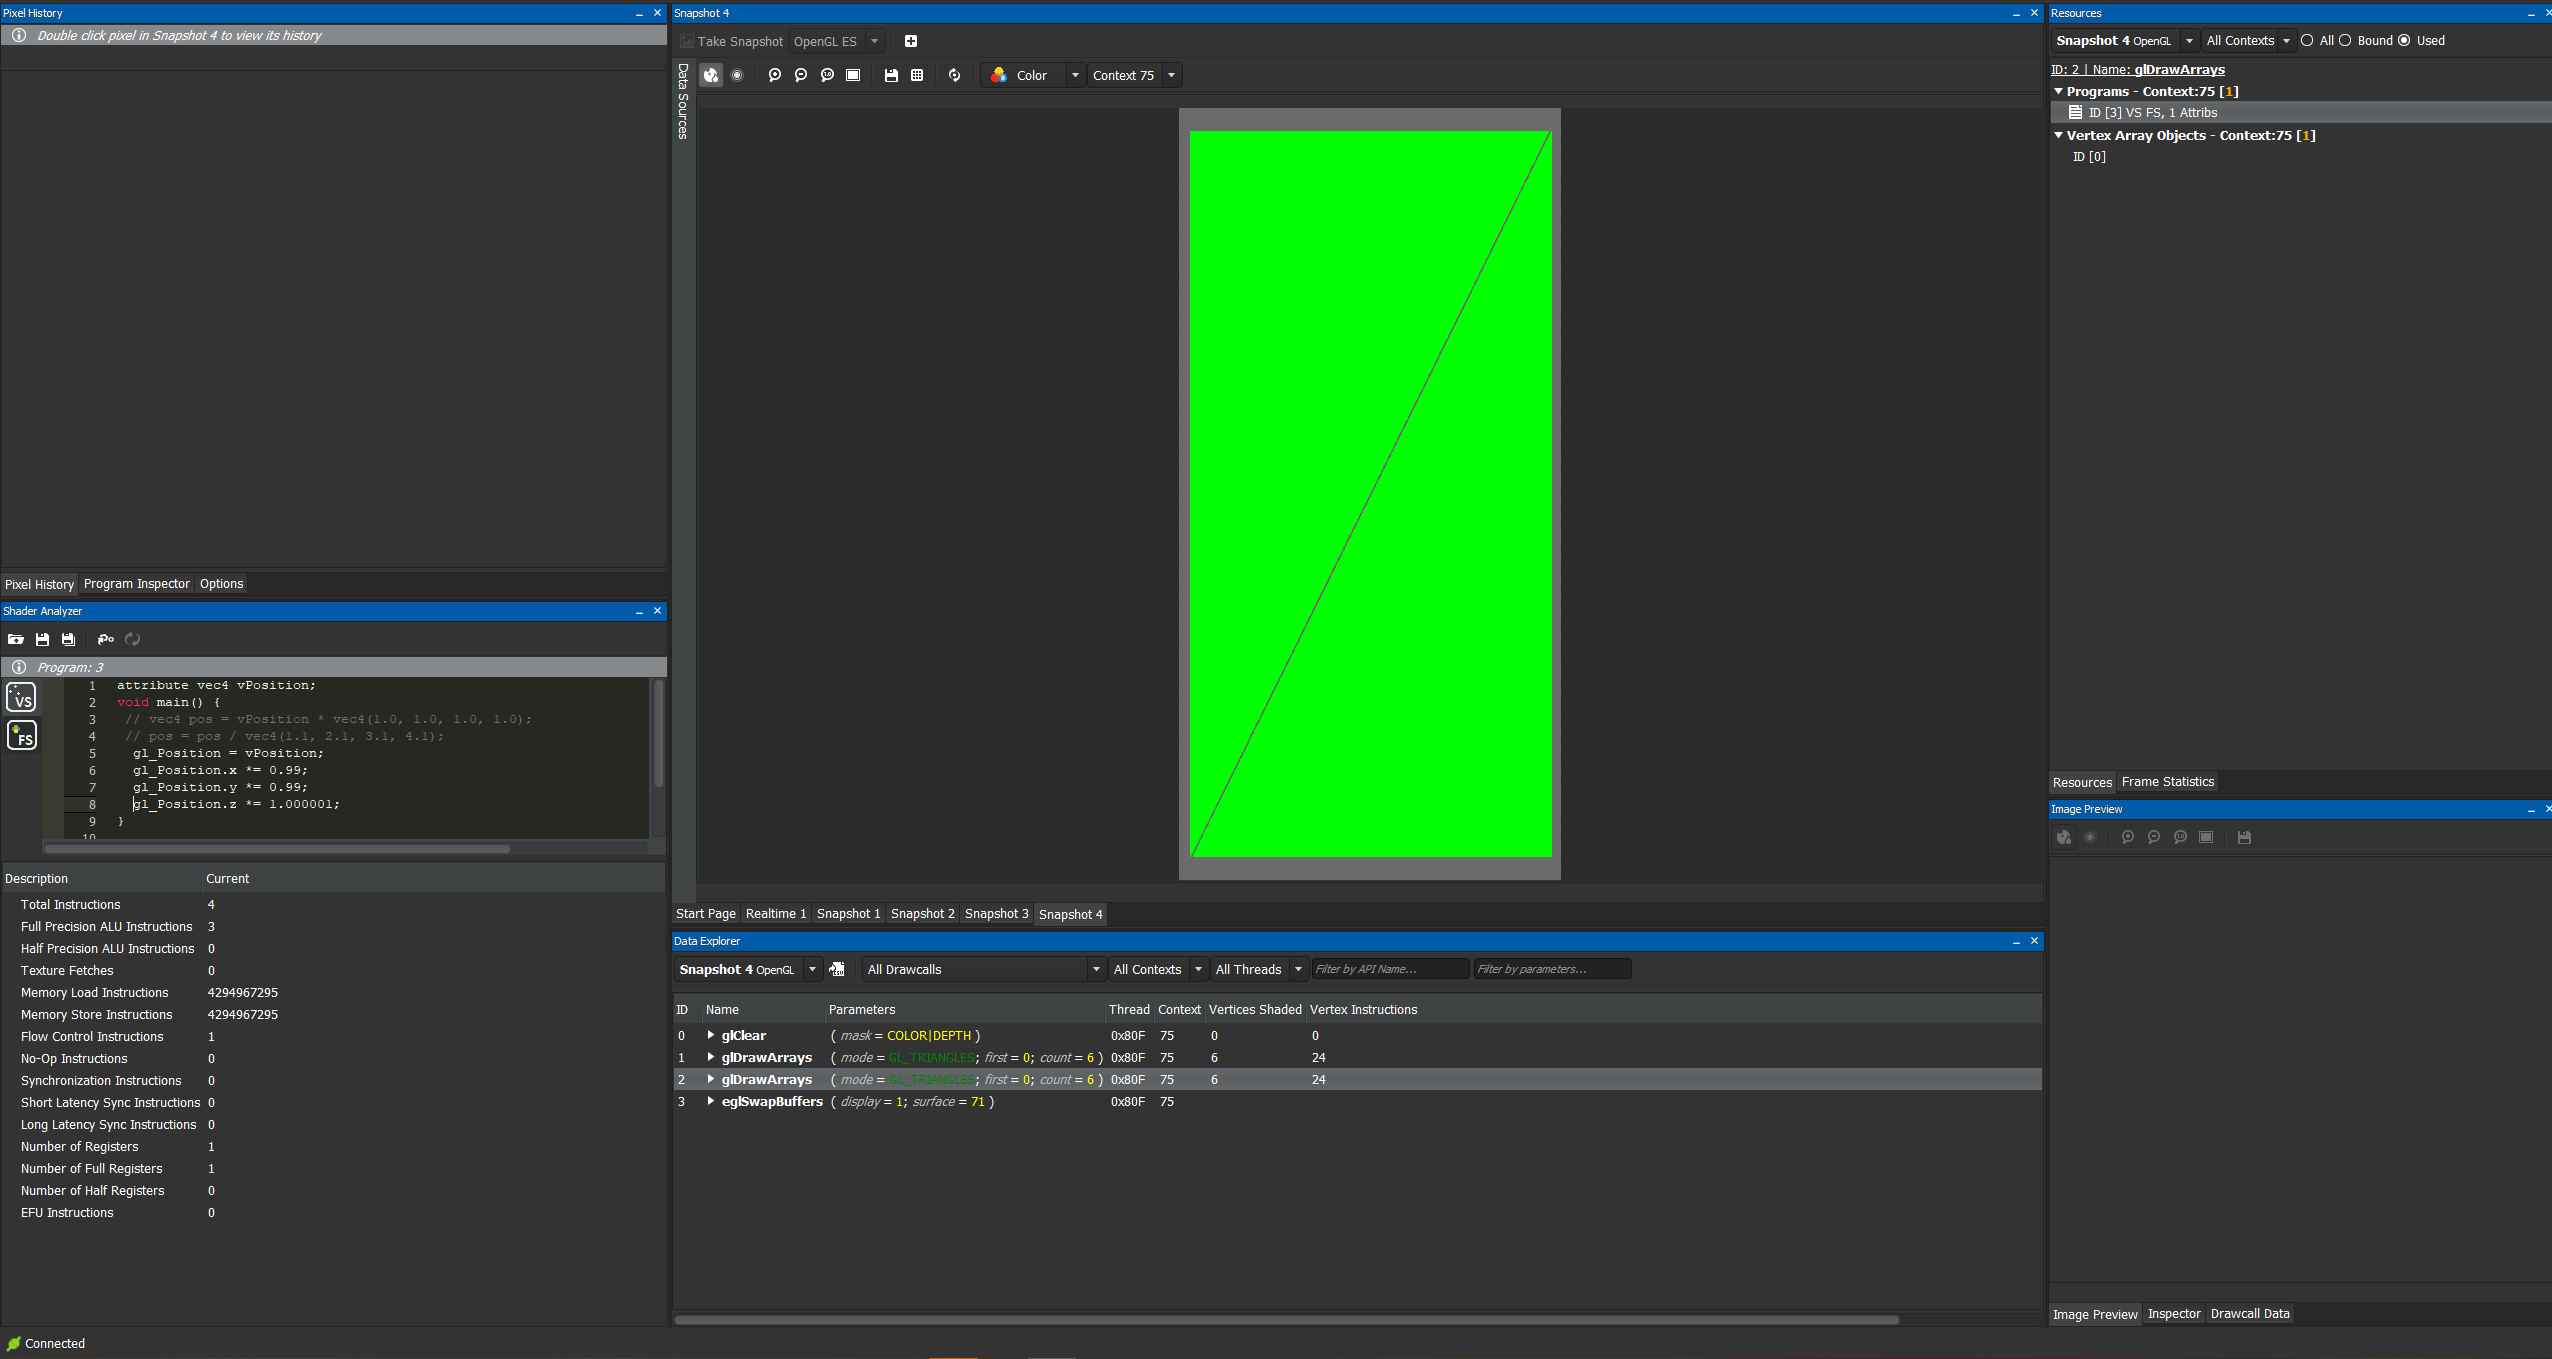 Pixel History
Double click pixel in Snapshot 4 to view its history
Pixel History Program Inspector Options
Shader Analyzer
Program: 3
VS
FS
1 attribute vec4 vPosition;
2 void main() {
3 // vec4 pos = vPosition * vec4(1.0, 1.0, 1.0, 1.0);
4 // pos = pos / vec4(1.1, 2.1, 3.1, 4.1);
5 gl_Position = vPosition;
6 gl_Position.x *= 0.99;
7 gl_Position.y *= 0.99;
8 gl_Position.z *= 1.000001;
9 }
10
Description Current
Total Instructions 4
Full Precision ALU Instructions 3
Half Precision ALU Instructions 0
Texture Fetches 0
Memory Load Instructions 4294967295
Memory Store Instructions 4294967295
Flow Control Instructions 1
No-Op Instructions 0
Synchronization Instructions 0
Short Latency Sync Instructions 0
Long Latency Sync Instructions 0
Number of Registers 1
Number of Full Registers 1
Number of Half Registers 0
EFU Instructions 0
Connected
Snapshot 4
Take Snapshot OpenGL ES
Data Sources
Color Context 75
Start Page Realtime 1 Snapshot 1 Snapshot 2 Snapshot 3 Snapshot 4
Data Explorer
Snapshot 4 OpenGL All Drawcalls All Contexts All Threads Filter by API Name... Filter by parameters...
ID Name Parameters Thread Context Vertices Shaded Vertex Instructions
0 glClear ( mask = COLOR|DEPTH ) 0x80F 75 0 0
1 glDrawArrays ( mode = GL_TRIANGLES; first = 0; count = 6 ) 0x80F 75 6 24
2 glDrawArrays ( mode = GL_TRIANGLES; first = 0; count = 6 ) 0x80F 75 6 24
3 eglSwapBuffers ( display = 1; surface = 71 ) 0x80F 75
Resources
Snapshot 4 OpenGL All Contexts All Bound Used
ID: 2 | Name: glDrawArrays
Programs - Context:75 [1]
ID [3] VS FS, 1 Attribs
Vertex Array Objects - Context:75 [1]
ID [0]
Resources Frame Statistics
Image Preview
Image Preview Inspector Drawcall Data